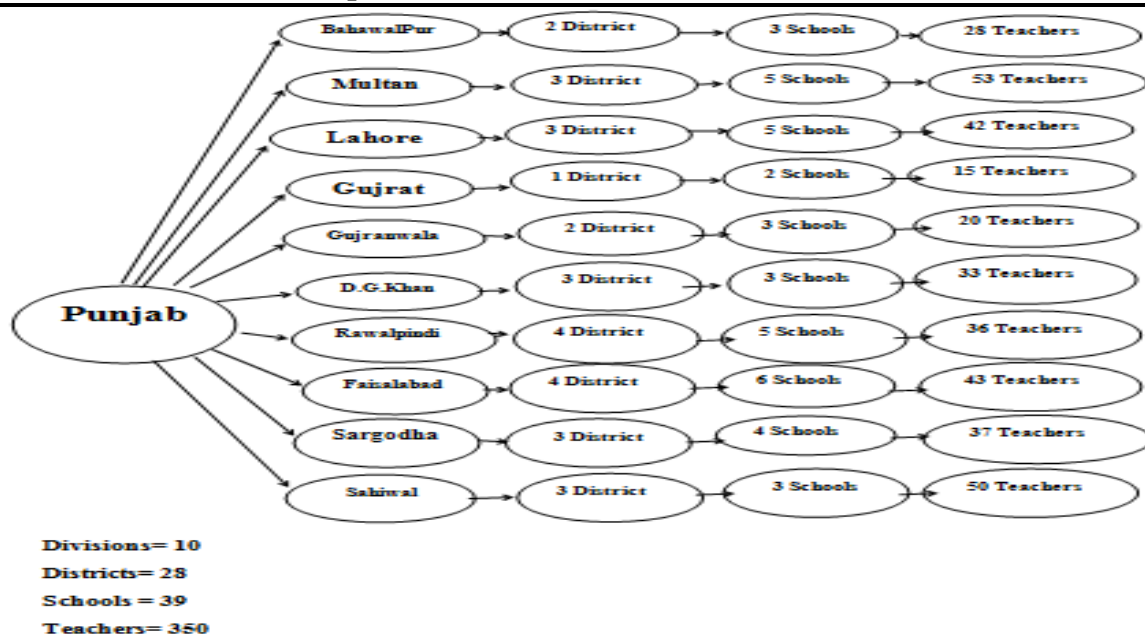 BahawalPur 2 District 3 Schools 28 Teachers
Multan 3 District 5 Schools 53 Teachers
Lahore 3 District 5 Schools 42 Teachers
Gujrat 1 District 2 Schools 15 Teachers
Gujranwala 2 District 3 Schools 20 Teachers
D.G.Khan 3 District 3 Schools 33 Teachers
Punjab
Rawalpindi 4 District 5 Schools 36 Teachers
Faisalabad 4 District 6 Schools 43 Teachers
Sargodha 3 District 4 Schools 37 Teachers
Sahiwal 3 District 3 Schools 50 Teachers
Divisions= 10
Districts= 28
Schools = 39
Teachers= 350